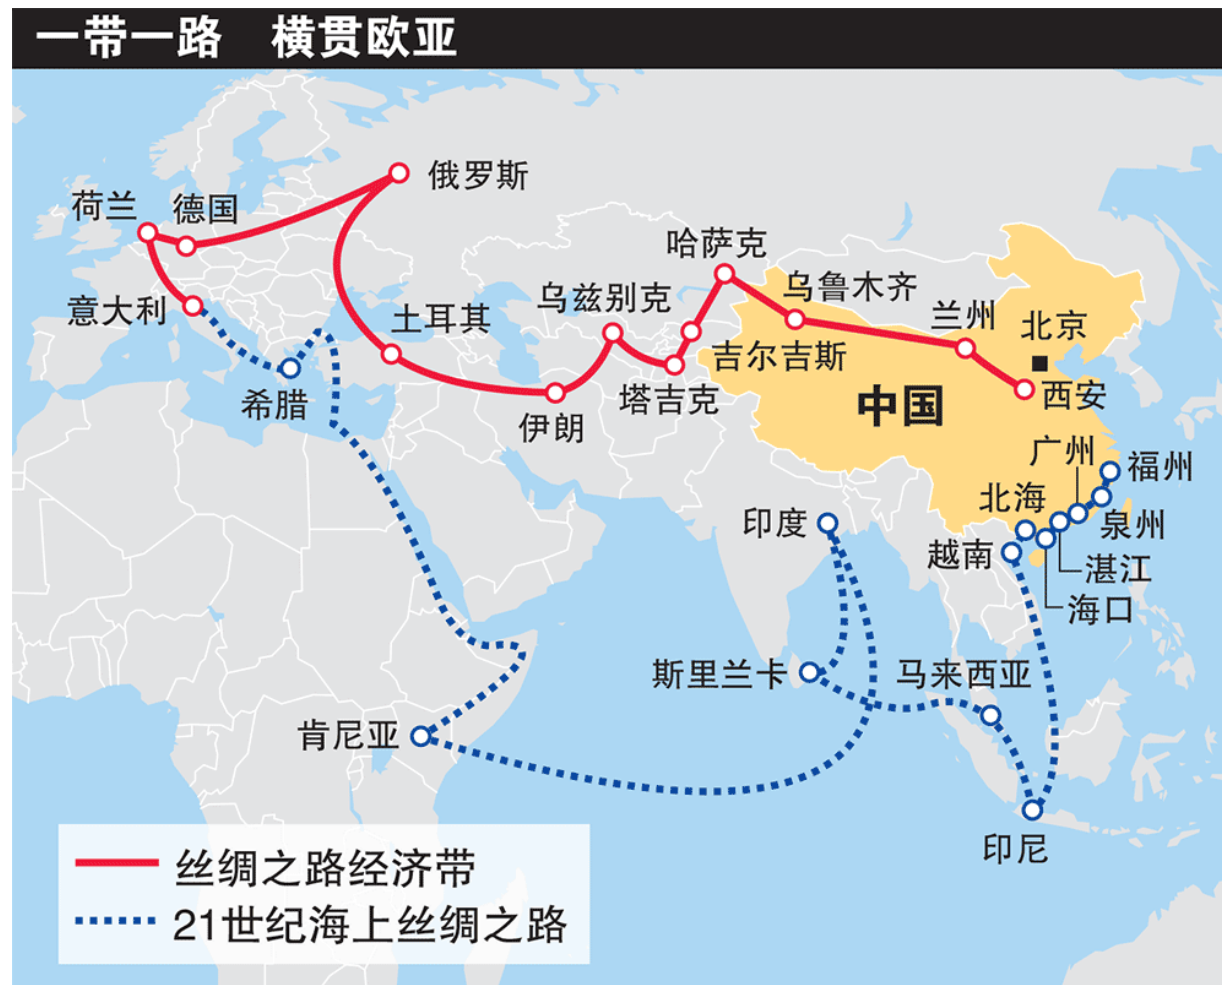 一带一路 横贯欧亚
俄罗斯
荷兰
德国
哈萨克
意大利
乌兹别克
乌鲁木齐
土耳其
兰州
北京
吉尔吉斯
希腊
伊朗
塔吉克
中国
西安
广州
福州
北海
印度
泉州
越南
湛江
海口
斯里兰卡
马来西亚
肯尼亚
印尼
丝绸之路经济带
21世纪海上丝绸之路